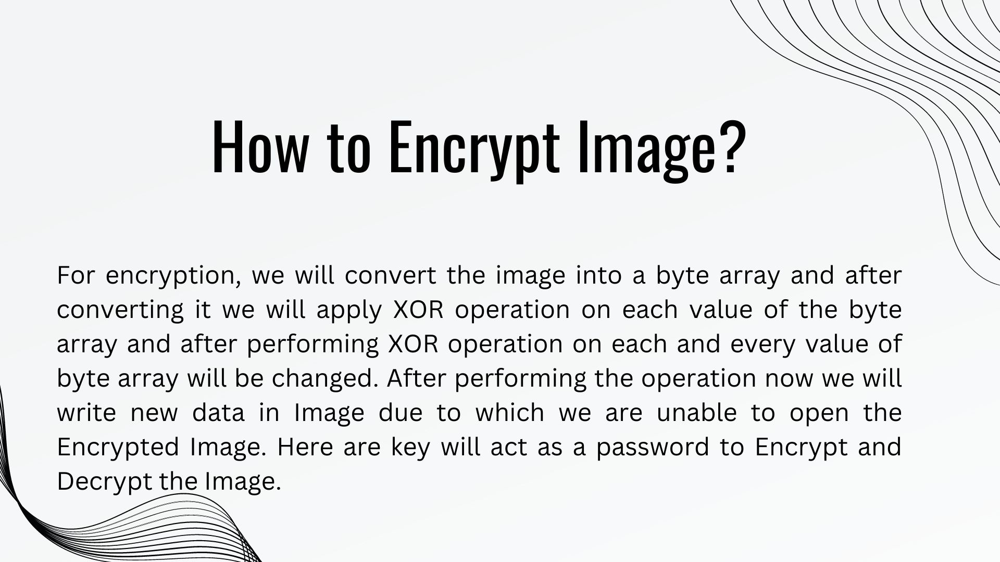 How to Encrypt Image?
For encryption, we will convert the image into a byte array and after
converting it we will apply XOR operation on each value of the byte
array and after performing XOR operation on each and every value of
byte array will be changed. After performing the operation now we will
write new data in Image due to which we are unable to open the
Encrypted Image. Here are key will act as a password to Encrypt and
Decrypt the Image.